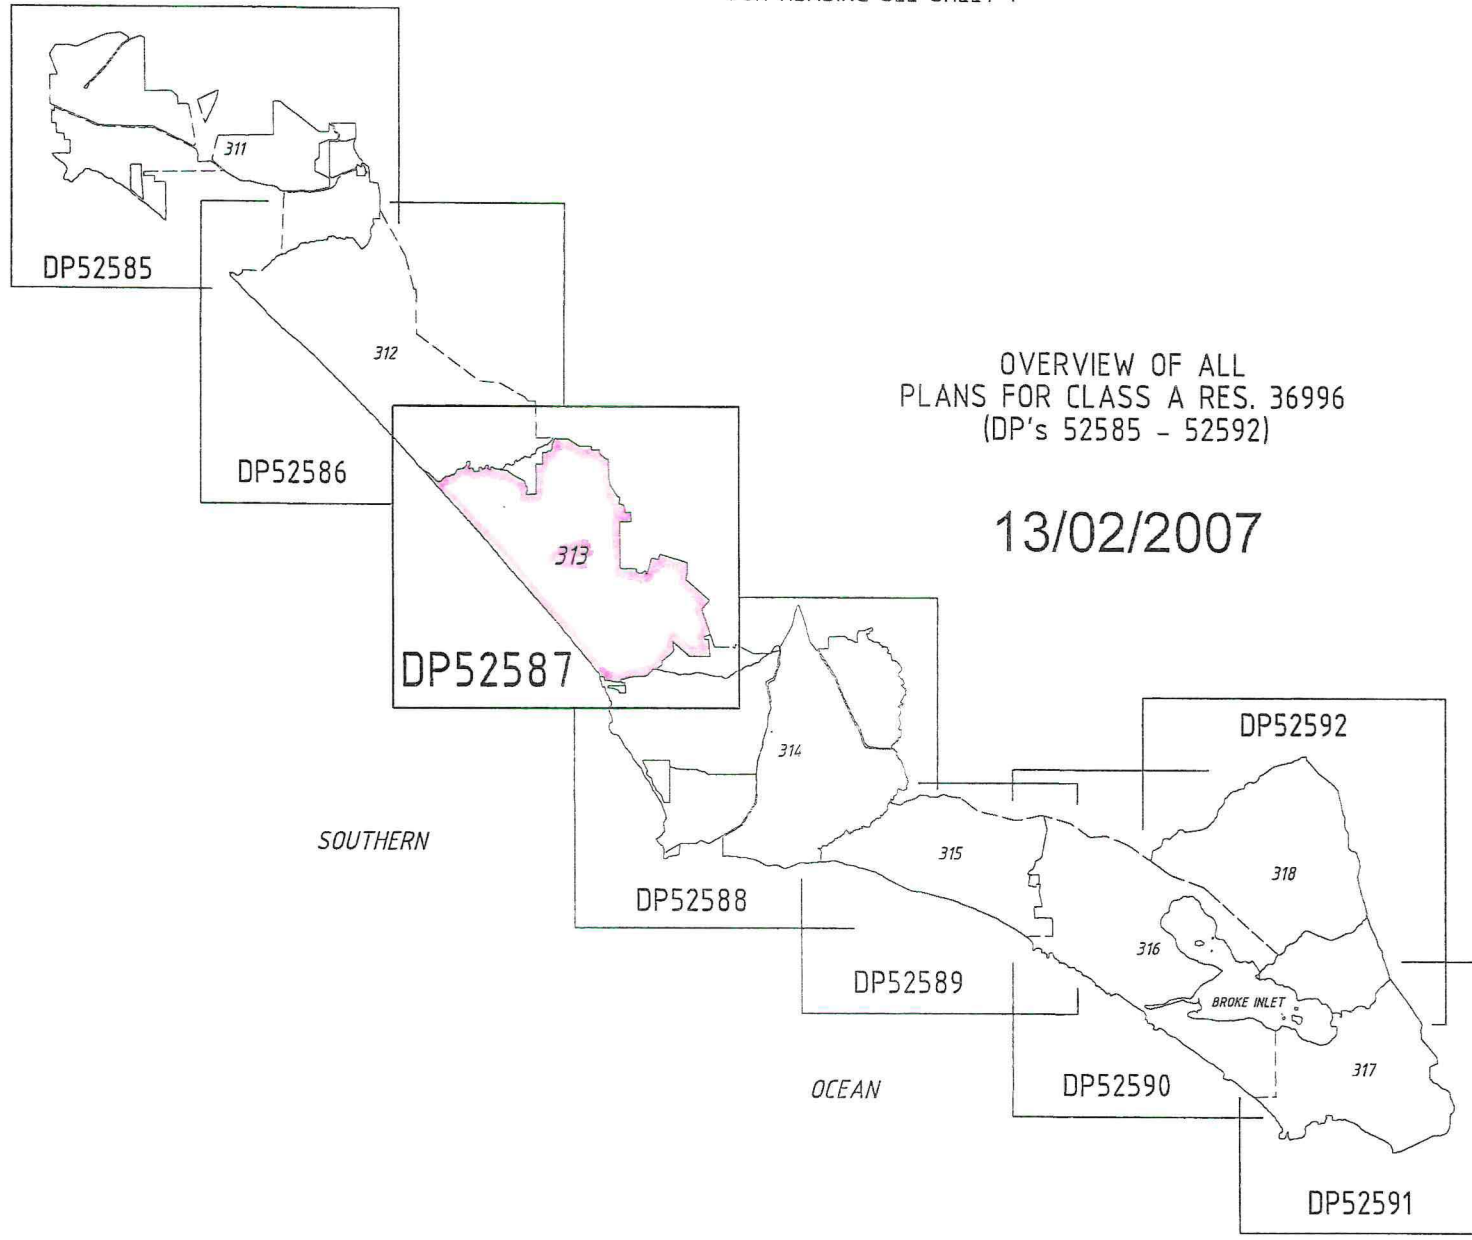 311
DP52585
312
OVERVIEW OF ALL
PLANS FOR CLASS A RES. 36996
(DP's 52585 - 52592)
DP52586
13/02/2007
313
DP52587
DP52592
314
SOUTHERN
315
318
DP52588
316
DP52589
BROKE INLET
317
OCEAN
DP52590
DP52591